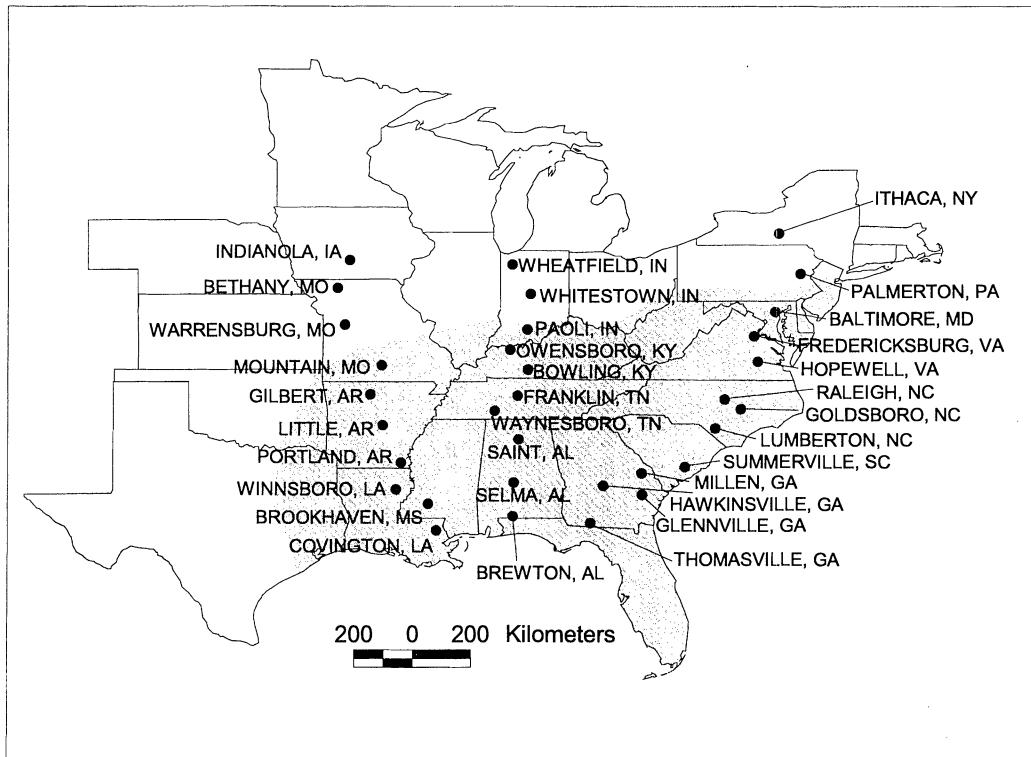 ITHACA, NY
INDIANOLA, IA
WHEATFIELD, IN
BETHANY, MO
WHITESTOWN, IN
PALMERTON, PA
BALTIMORE, MD
WARRENSBURG, MO
PAOLI, IN
FREDERICKSBURG, VA
OWENSBORO, KY
HOPEWELL, VA
MOUNTAIN, MO
BOWLING, KY
GILBERT, AR
FRANKLIN, TN
RALEIGH, NC
GOLDSBORO, NC
LITTLE, AR
WAYNESBORO, TN
LUMBERTON, NC
SAINT, AL
PORTLAND, AR
SUMMERVILLE, SC
MILLEN, GA
WINNSBORO, LA
SELMA, AL
HAWKINSVILLE, GA
BROOKHAVEN, MS
GLENNVILLE, GA
COVINGTON, LA
THOMASVILLE, GA
BREWTON, AL
200 0 200 Kilometers